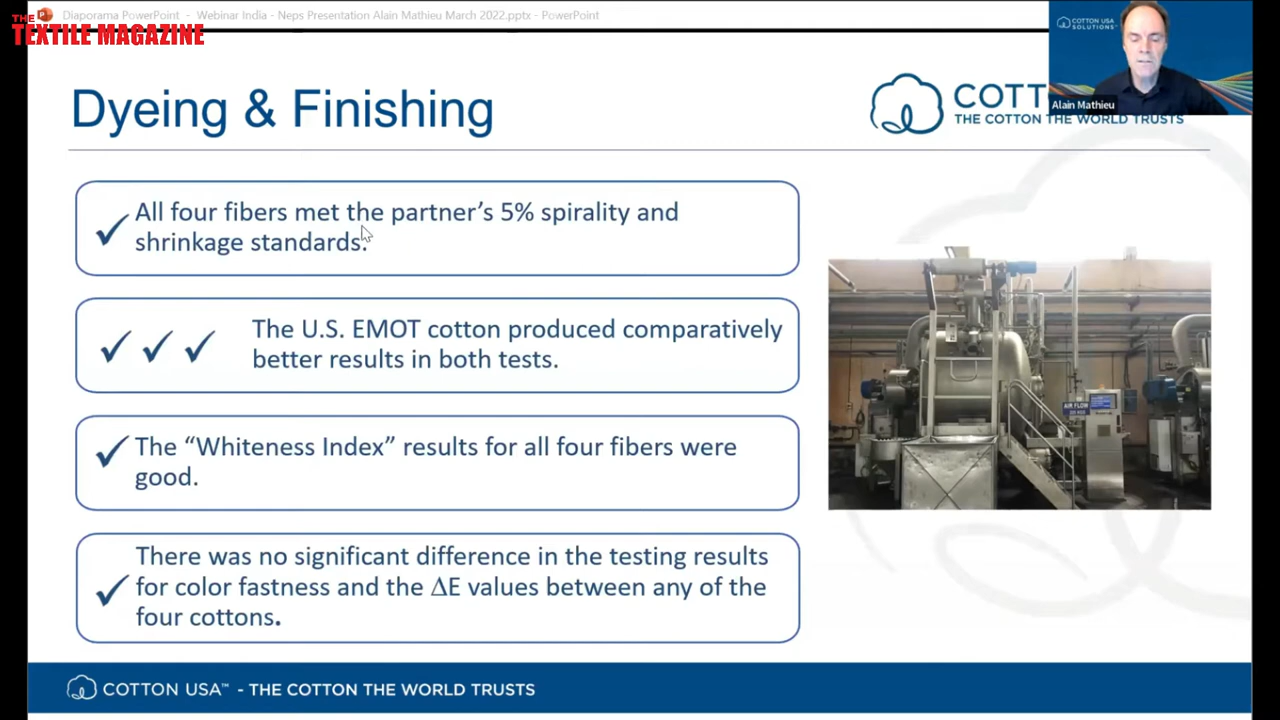 Diaporama PowerPoint - Webinar India - Neps Presentation Alain Mathieu March 2022.pptx - PowerPoint
THE
TEXTILE MAGAZINE
COTTON USA
SOLUTIONS™
Alain Mathieu
Dyeing & Finishing
COTT
THE COTTON THE WORLD TRUSTS
All four fibers met the partner's 5% spirality and
shrinkage standards.
The U.S. EMOT cotton produced comparatively
better results in both tests.
The “Whiteness Index” results for all four fibers were
good.
There was no significant difference in the testing results
for color fastness and the ΔE values between any of the
four cottons.
AIR FLOW
COTTON USA™ - THE COTTON THE WORLD TRUSTS